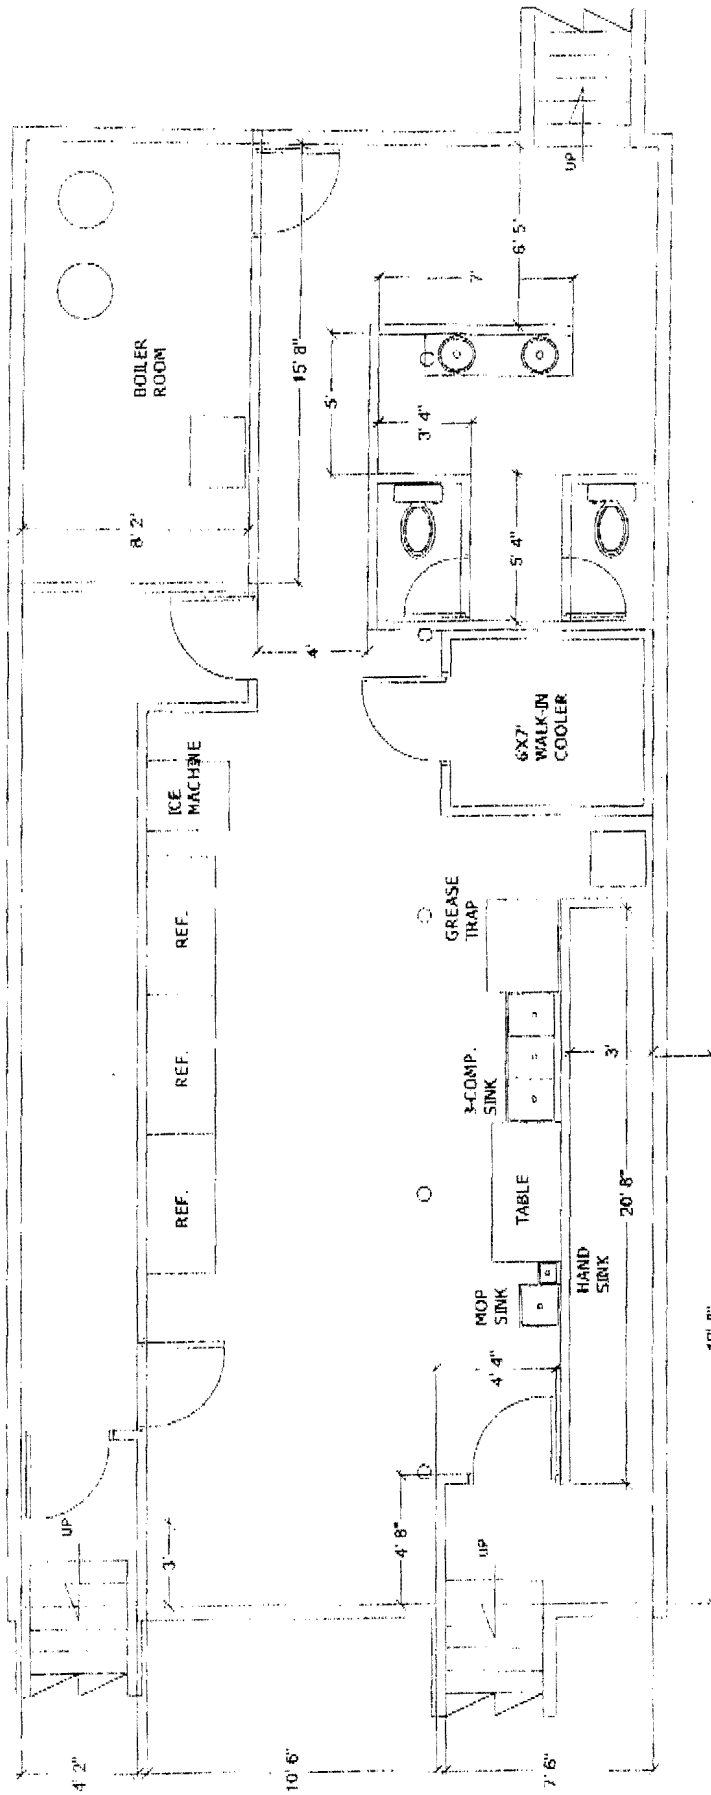 UP
BOILER
ROOM
6' 5"
7'
15' 8"
5'
3' 4"
8' 2"
5' 4"
4'
6'X7'
WALK-IN
COOLER
ICE
MACHINE
GREASE
TRAP
REF.
REF.
REF.
3-COMP.
SINK
3'
TABLE
20' 8"
HAND
SINK
MOP
SINK
4' 4"
UP
3'
4' 8"
UP
4' 2"
10' 6"
7' 6"